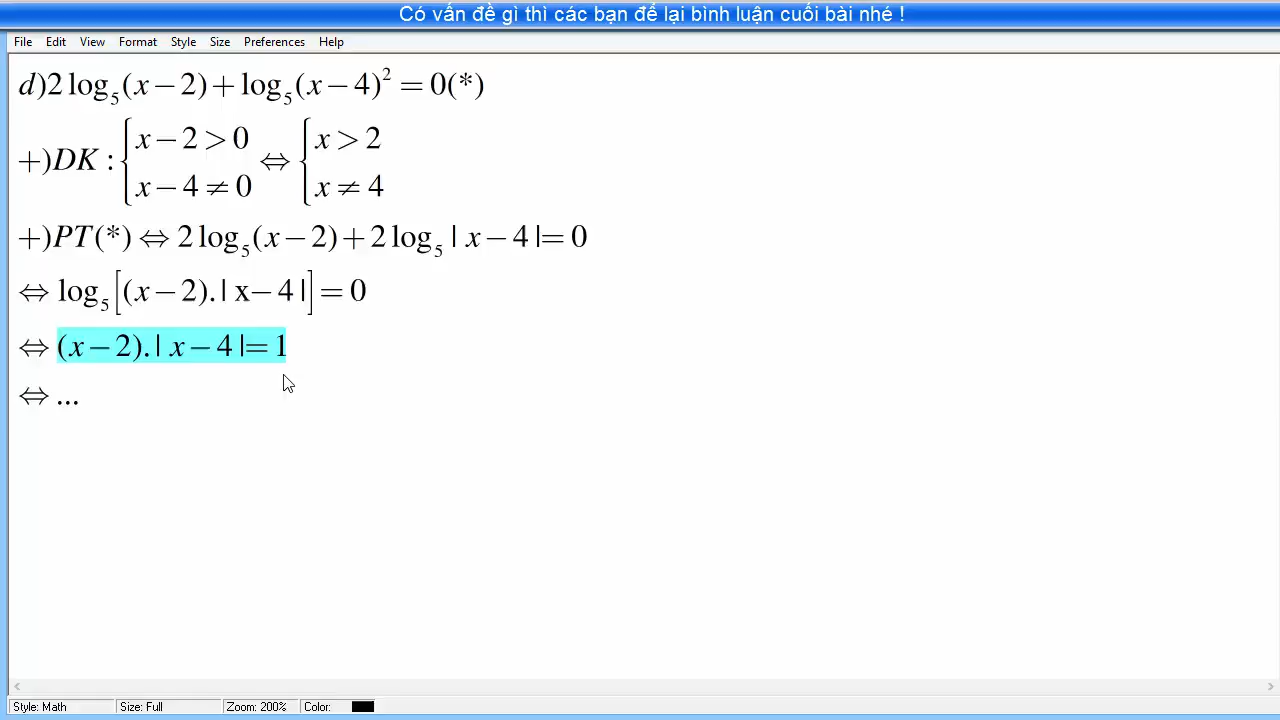 Có vấn đề gì thì các bạn để lại bình luận cuối bài nhé !
File Edit View Format Style Size Preferences Help
d)2log₅(x−2)+log₅(x−4)²=0(*)
+)DK:{x−2>0 ⇔ {x>2
x−4≠0 x≠4
+)PT(*)⇔2log₅(x−2)+2log₅|x−4|=0
⇔log₅[(x−2).|x−4|]=0
⇔(x−2).|x−4|=1
⇔...
Style: Math Size: Full Zoom: 200% Color: